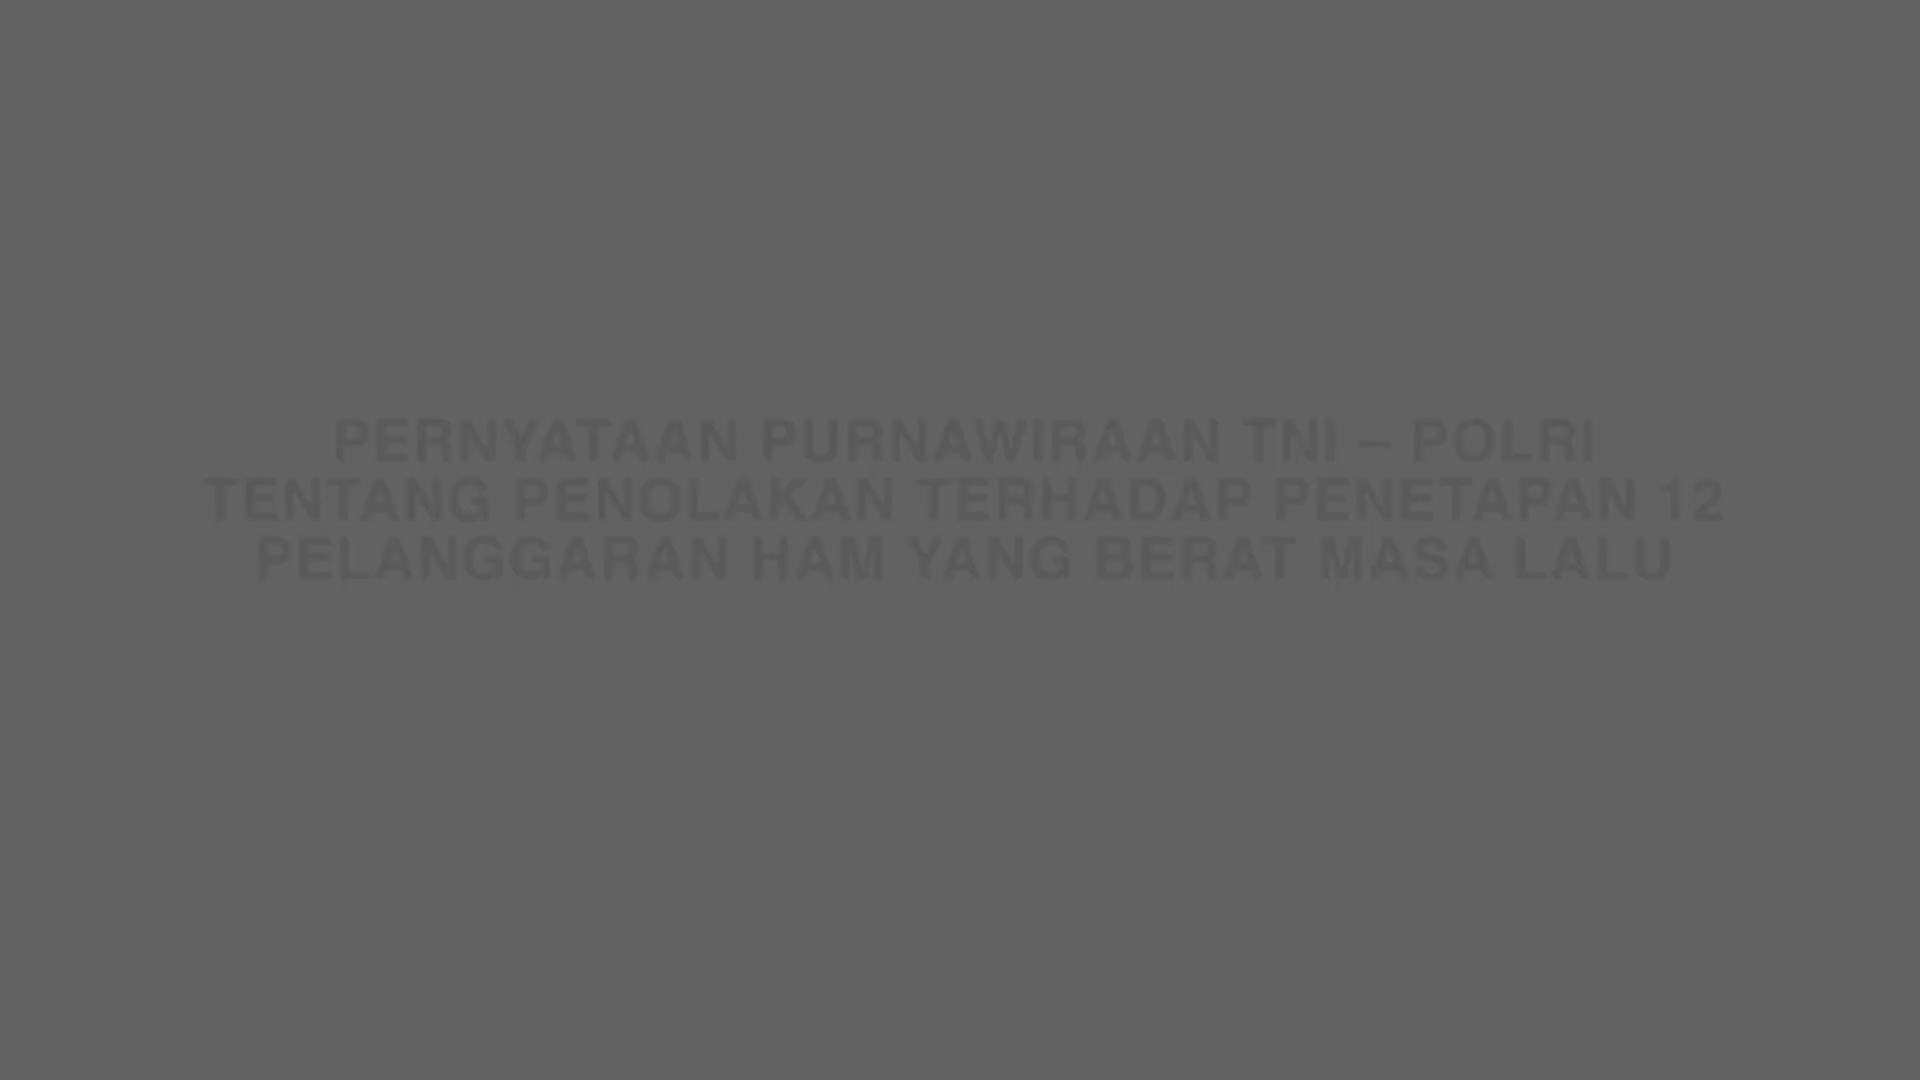 PERNYATAAN PURNAWIRAAN TNI – POLRI
TENTANG PENOLAKAN TERHADAP PENETAPAN 12
PELANGGARAN HAM YANG BERAT MASA LALU